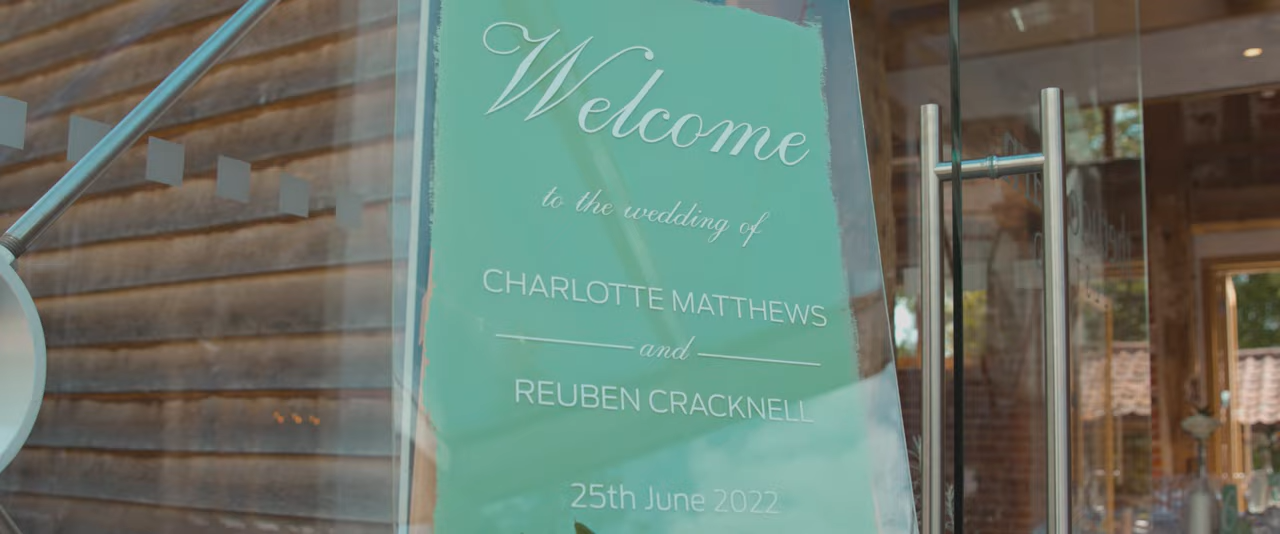 Welcome
to the wedding of
CHARLOTTE MATTHEWS
and
REUBEN CRACKNELL
25th June 2022